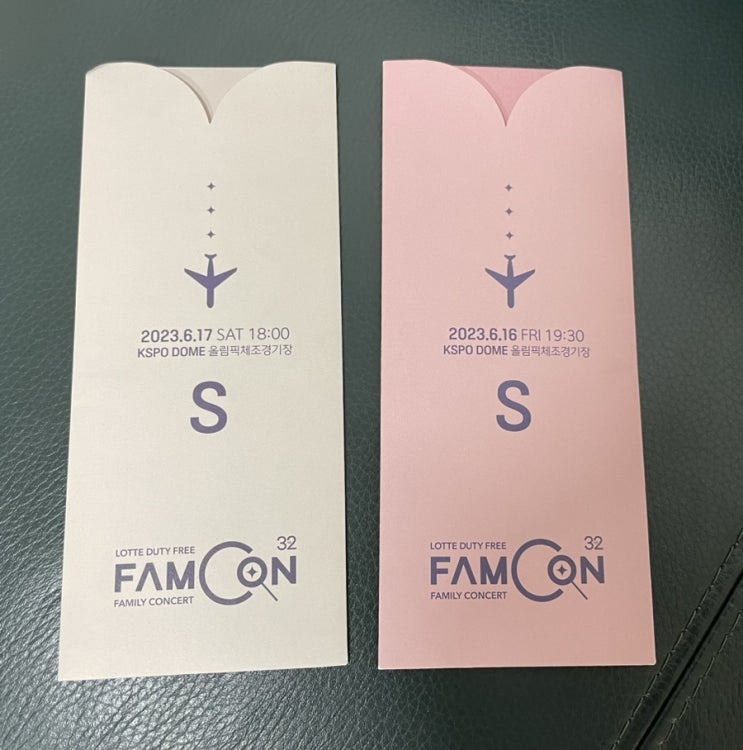 2023.6.17 SAT 18:00
KSPO DOME 올림픽체조경기장
S
LOTTE DUTY FREE
32
FAMCON
FAMILY CONCERT
2023.6.16 FRI 19:30
KSPO DOME 올림픽체조경기장
S
LOTTE DUTY FREE
32
FAMCON
FAMILY CONCERT